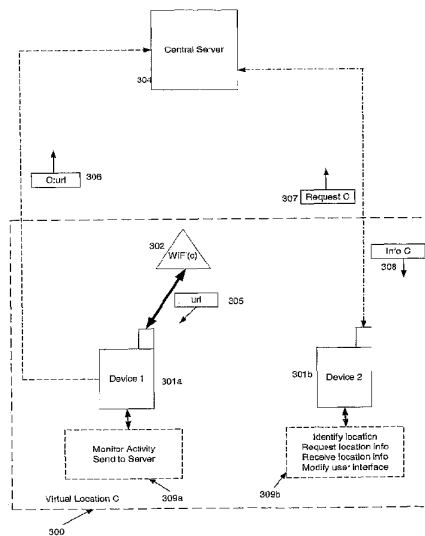 Central Server
304
C:url
306
307
Request C
302
WIF (c)
Info C
308
url
305
Device 1
301a
301b
Device 2
Monitor Activity
Send to Server
Identify location
Request location info
Receive location info
Modify user interface
309a
309b
Virtual Location C
300